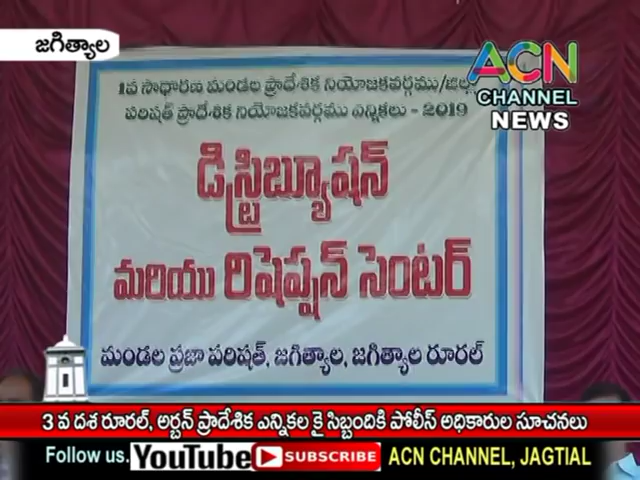 జగిత్యాల
ACN
CHANNEL
NEWS
1వ సాధారణ మండల ప్రాదేశిక నియోజకవర్గము/జిల్లా
పరిషత్ ప్రాదేశిక నియోజకవర్గము ఎన్నికలు - 2019
డిస్ట్రిబ్యూషన్
మరియు రిషెప్షన్ సెంటర్
మండల ప్రజా పరిషత్, జగిత్యాల, జగిత్యాల రూరల్
3 వ దశ రూరల్, అర్బన్ ప్రాదేశిక ఎన్నికల కై సిబ్బందికి పోలీస్ అధికారుల సూచనలు
Follow us. YouTube SUBSCRIBE ACN CHANNEL, JAGTIAL